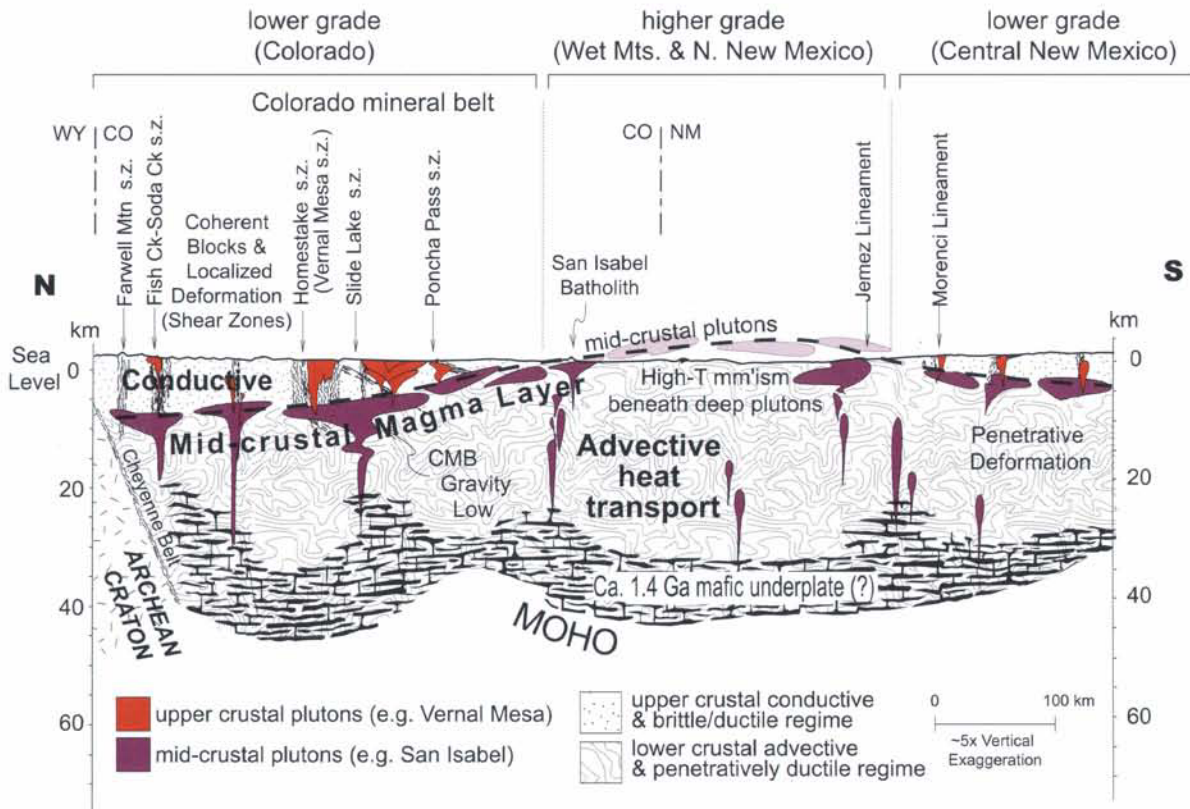 lower grade
(Colorado)
higher grade
(Wet Mts. & N. New Mexico)
lower grade
(Central New Mexico)
Colorado mineral belt
WY
CO
CO
NM
Farwell Mtn s.z.
Fish Ck-Soda Ck s.z.
Coherent
Blocks &
Localized
Deformation
(Shear Zones)
Homestake s.z.
(Vernal Mesa s.z.)
Slide Lake s.z.
Poncha Pass s.z.
San Isabel
Batholith
Jemez Lineament
Morenci Lineament
N
S
km
km
Sea
Level
0
20
40
60
0
20
40
60
mid-crustal plutons
Conductive
Mid-crustal Magma Layer
High-T mm'ism
beneath deep plutons
CMB
Gravity
Low
Advective
heat
transport
Penetrative
Deformation
Cheyenne Belt
ARCHEAN
CRATON
Ca. 1.4 Ga mafic underplate (?)
MOHO
upper crustal plutons (e.g. Vernal Mesa)
mid-crustal plutons (e.g. San Isabel)
upper crustal conductive
& brittle/ductile regime
lower crustal advective
& penetratively ductile regime
0
100 km
~5x Vertical
Exaggeration